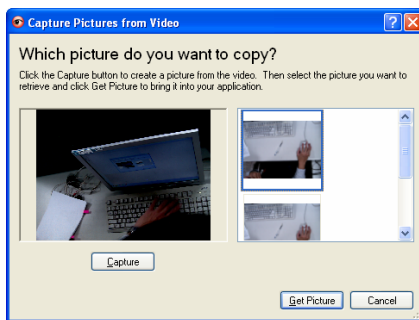 Capture Pictures from Video
Which picture do you want to copy?
Click the Capture button to create a picture from the video. Then select the picture you want to
retrieve and click Get Picture to bring it into your application.
Capture
Get Picture
Cancel